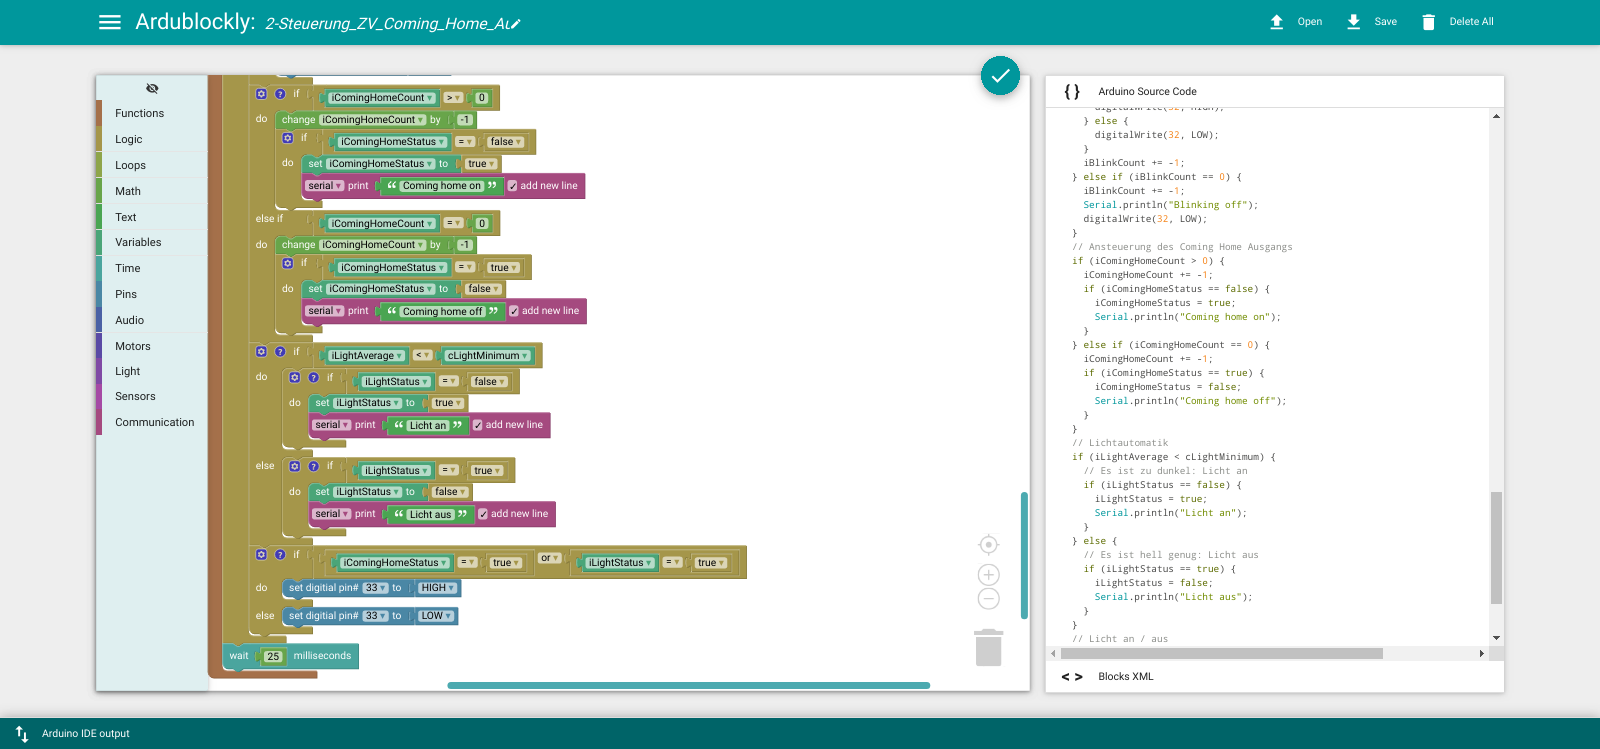 Ardublockly: 2-Steuerung_ZV_Coming_Home_Au
Open
Save
Delete All
Functions
Logic
Loops
Math
Text
Variables
Time
Pins
Audio
Motors
Light
Sensors
Communication
if iComingHomeCount > 0
do change iComingHomeCount by -1
if iComingHomeStatus = false
do set iComingHomeStatus to true
serial print “ Coming home on ” add new line
else if iComingHomeCount = 0
do change iComingHomeCount by -1
if iComingHomeStatus = true
do set iComingHomeStatus to false
serial print “ Coming home off ” add new line
if iLightAverage < cLightMinimum
do if iLightStatus = false
do set iLightStatus to true
serial print “ Licht an ” add new line
else if iLightStatus = true
do set iLightStatus to false
serial print “ Licht aus ” add new line
if iComingHomeStatus = true or iLightStatus = true
do set digitial pin# 33 to HIGH
else set digitial pin# 33 to LOW
wait 25 milliseconds
{ } Arduino Source Code
digitalWrite(32, HIGH);
} else {
digitalWrite(32, LOW);
}
iBlinkCount += -1;
} else if (iBlinkCount == 0) {
iBlinkCount += -1;
Serial.println("Blinking off");
digitalWrite(32, LOW);
}
// Ansteuerung des Coming Home Ausgangs
if (iComingHomeCount > 0) {
iComingHomeCount += -1;
if (iComingHomeStatus == false) {
iComingHomeStatus = true;
Serial.println("Coming home on");
}
} else if (iComingHomeCount == 0) {
iComingHomeCount += -1;
if (iComingHomeStatus == true) {
iComingHomeStatus = false;
Serial.println("Coming home off");
}
}
// Lichtautomatik
if (iLightAverage < cLightMinimum) {
// Es ist zu dunkel: Licht an
if (iLightStatus == false) {
iLightStatus = true;
Serial.println("Licht an");
}
} else {
// Es ist hell genug: Licht aus
if (iLightStatus == true) {
iLightStatus = false;
Serial.println("Licht aus");
}
}
// Licht an / aus
< > Blocks XML
Arduino IDE output